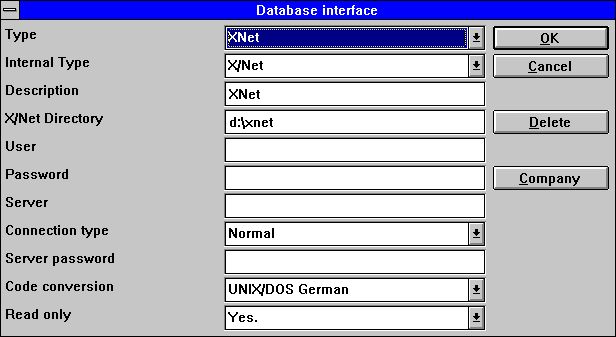 Database interface
Type XNet OK
Internal Type X/Net Cancel
Description XNet
X/Net Directory d:\xnet Delete
User
Password Company
Server
Connection type Normal
Server password
Code conversion UNIX/DOS German
Read only Yes.